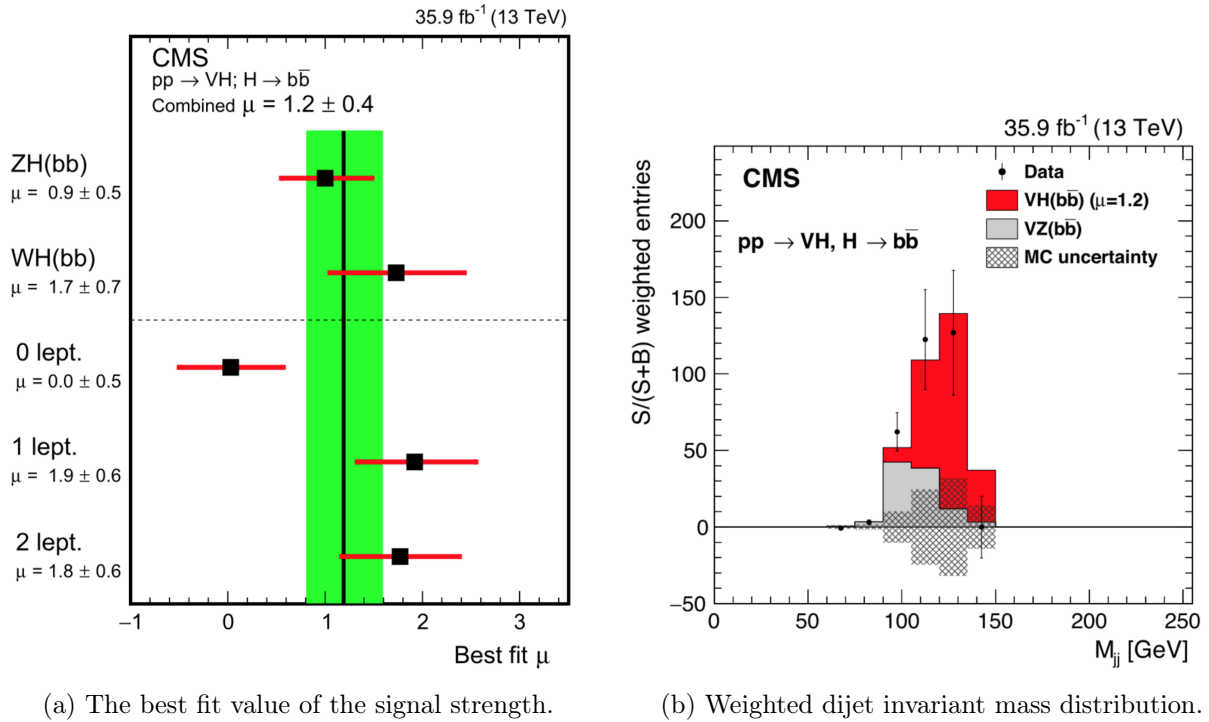 35.9 fb⁻¹ (13 TeV)
CMS
pp → VH; H → bb̅
Combined μ = 1.2 ± 0.4
ZH(bb)
μ = 0.9 ± 0.5
WH(bb)
μ = 1.7 ± 0.7
0 lept.
μ = 0.0 ± 0.5
1 lept.
μ = 1.9 ± 0.6
2 lept.
μ = 1.8 ± 0.6
−1 0 1 2 3
Best fit μ
(a) The best fit value of the signal strength.
35.9 fb⁻¹ (13 TeV)
CMS
pp → VH, H → bb̅
Data
VH(bb̅) (μ=1.2)
VZ(bb̅)
MC uncertainty
S/(S+B) weighted entries
200
150
100
50
0
−50
0 50 100 150 200 250
M_jj [GeV]
(b) Weighted dijet invariant mass distribution.